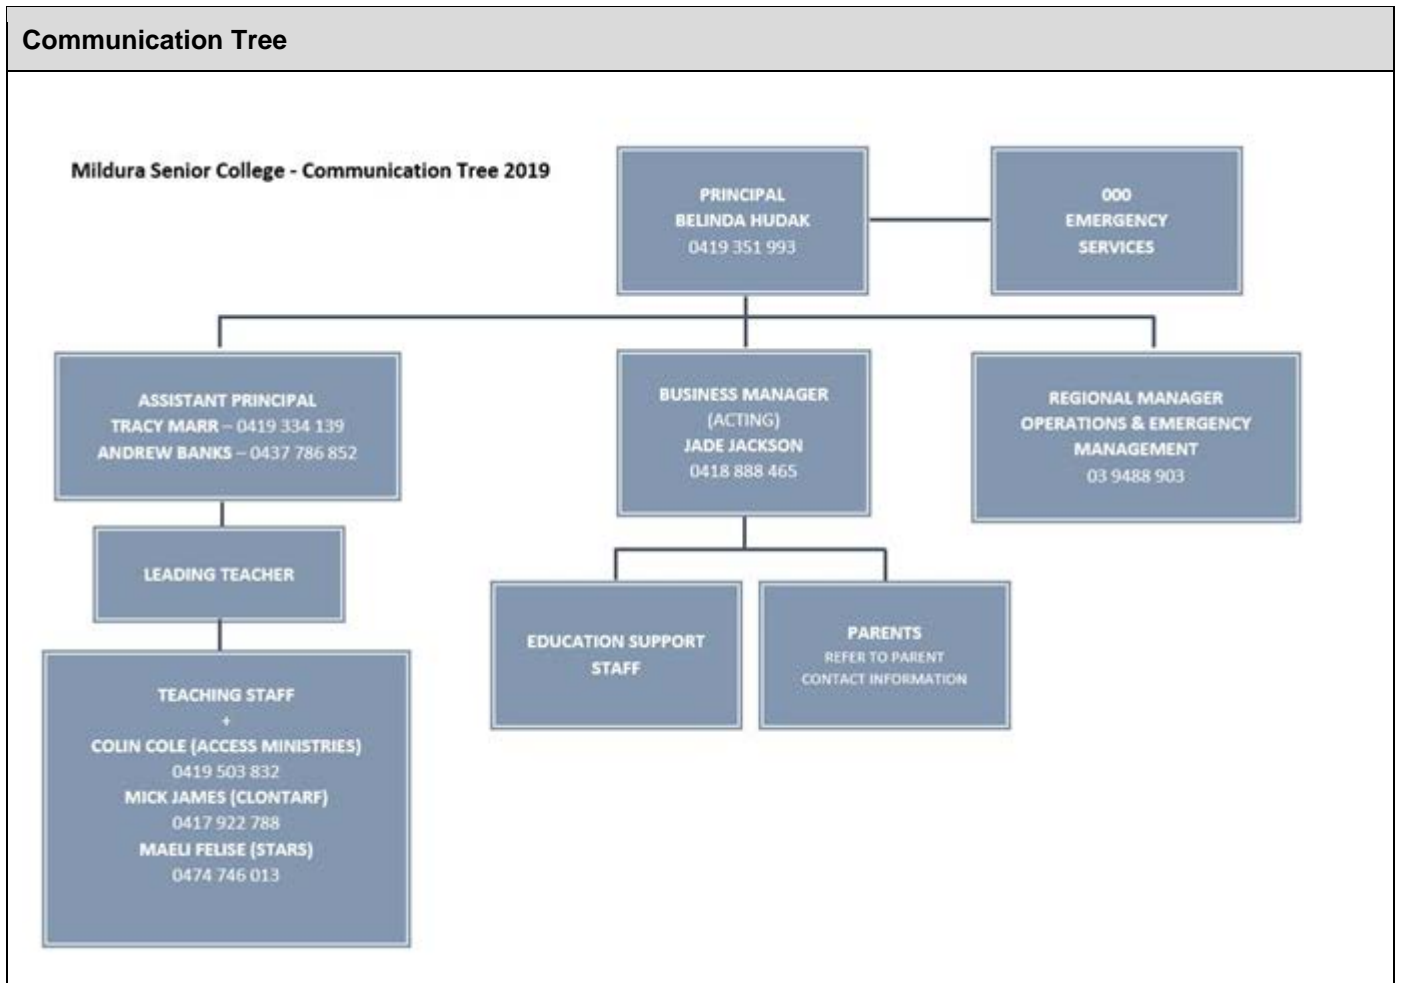 Communication Tree
Mildura Senior College - Communication Tree 2019
PRINCIPAL
BELINDA HUDAK
0419 351 993
000
EMERGENCY
SERVICES
ASSISTANT PRINCIPAL
TRACY MARR – 0419 334 139
ANDREW BANKS – 0437 786 852
BUSINESS MANAGER
(ACTING)
JADE JACKSON
0418 888 465
REGIONAL MANAGER
OPERATIONS & EMERGENCY
MANAGEMENT
03 9488 903
LEADING TEACHER
EDUCATION SUPPORT
STAFF
PARENTS
REFER TO PARENT
CONTACT INFORMATION
TEACHING STAFF
+
COLIN COLE (ACCESS MINISTRIES)
0419 503 832
MICK JAMES (CLONTARF)
0417 922 788
MAELI FELISE (STARS)
0474 746 013